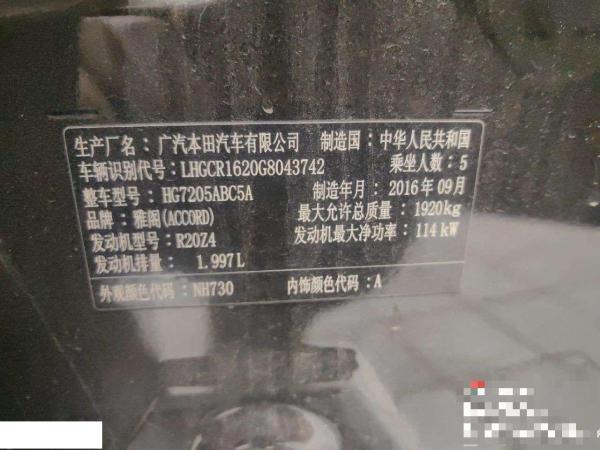 生产厂名：广汽本田汽车有限公司 制造国：中华人民共和国
车辆识别代号：LHGCR1620G8043742 乘坐人数：5
整车型号：HG7205ABC5A 制造年月：2016年09月
品牌：雅阁(ACCORD) 最大允许总质量：1920kg
发动机型号：R20Z4 发动机最大净功率：114kW
发动机排量：1.997L
外观颜色代码：NH730 内饰颜色代码：A